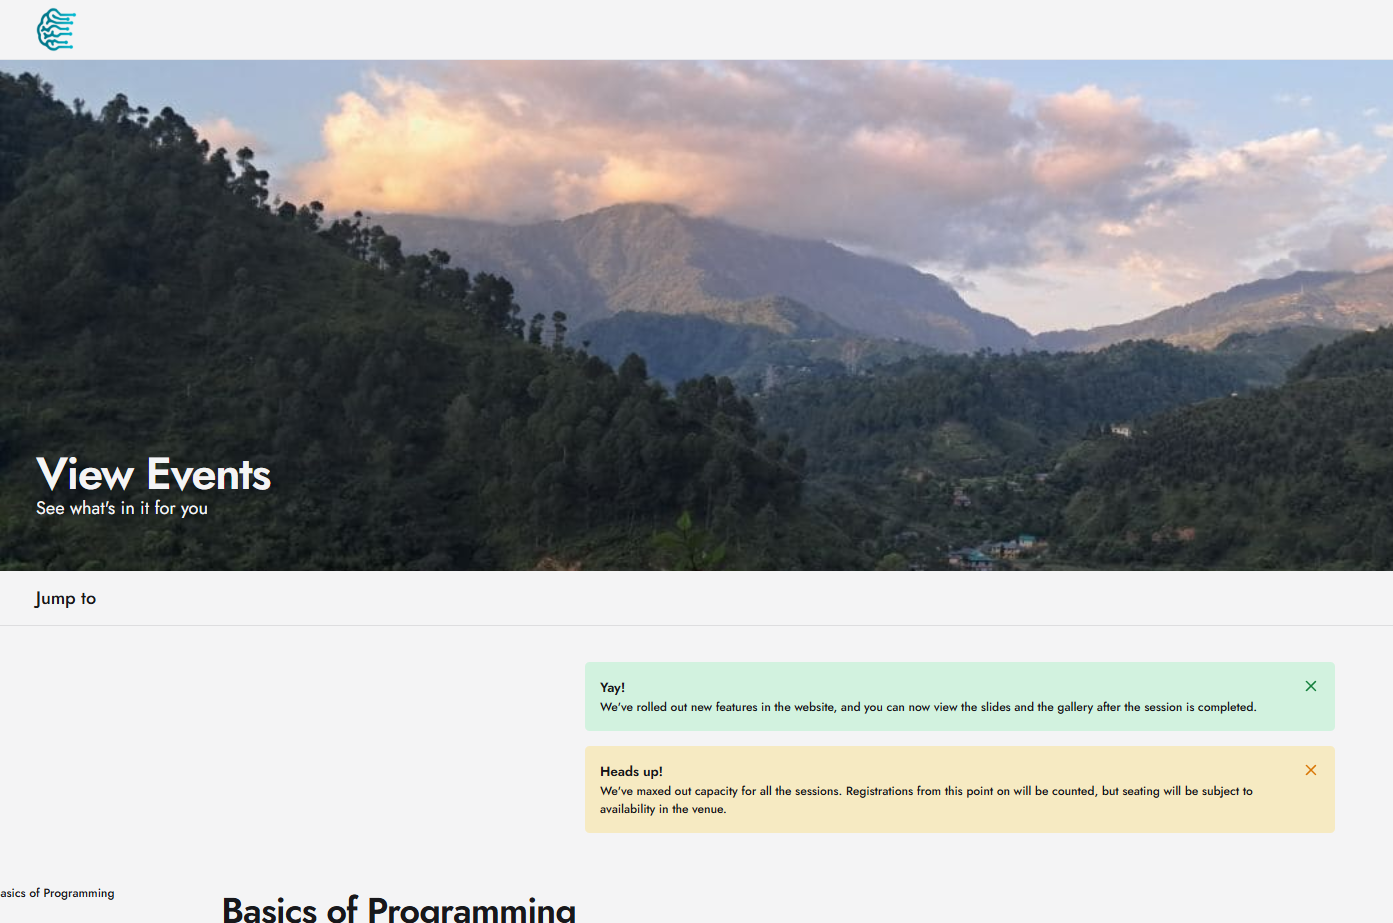 View Events
See what's in it for you
Jump to
Yay!
We've rolled out new features in the website, and you can now view the slides and the gallery after the session is completed.
Heads up!
We've maxed out capacity for all the sessions. Registrations from this point on will be counted, but seating will be subject to
availability in the venue.
asics of Programming
Basics of Programming